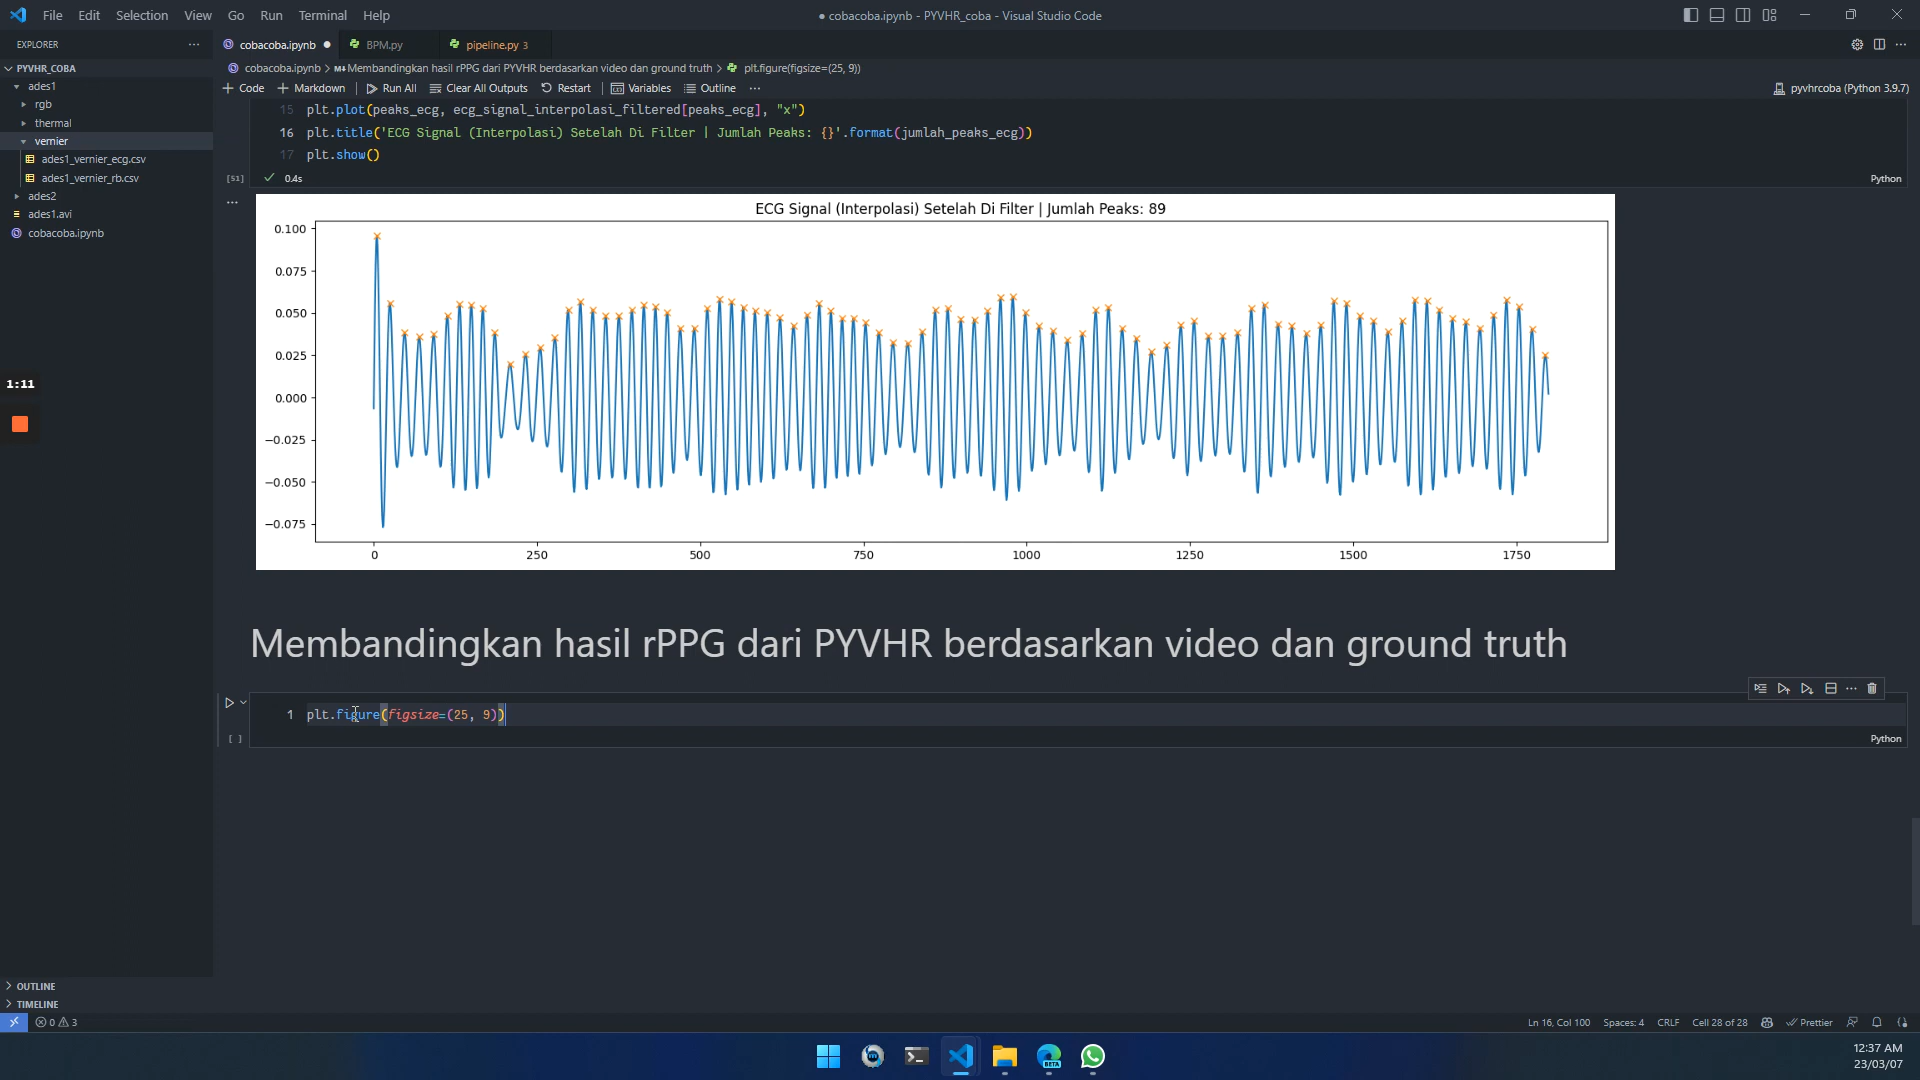 File Edit Selection View Go Run Terminal Help
● cobacoba.ipynb - PYVHR_coba - Visual Studio Code
EXPLORER
cobacoba.ipynb
BPM.py
pipeline.py 3
PYVHR_COBA
cobacoba.ipynb > M↓Membandingkan hasil rPPG dari PYVHR berdasarkan video dan ground truth > plt.figure(figsize=(25, 9))
ades1
rgb
thermal
vernier
ades1_vernier_ecg.csv
ades1_vernier_rb.csv
ades2
ades1.avi
cobacoba.ipynb
+ Code + Markdown Run All Clear All Outputs Restart Variables Outline ...
pyvhrcoba (Python 3.9.7)
15 plt.plot(peaks_ecg, ecg_signal_interpolasi_filtered[peaks_ecg], "x")
16 plt.title('ECG Signal (Interpolasi) Setelah Di Filter | Jumlah Peaks: {}'.format(jumlah_peaks_ecg))
17 plt.show()
[51] 0.4s
Python
ECG Signal (Interpolasi) Setelah Di Filter | Jumlah Peaks: 89
0.100
0.075
0.050
0.025
0.000
−0.025
−0.050
−0.075
0 250 500 750 1000 1250 1500 1750
1:11
Membandingkan hasil rPPG dari PYVHR berdasarkan video dan ground truth
1 plt.figure(figsize=(25, 9))
[ ]
Python
OUTLINE
TIMELINE
0 3
Ln 16, Col 100 Spaces: 4 CRLF Cell 28 of 28 Prettier
BETA
12:37 AM
23/03/07